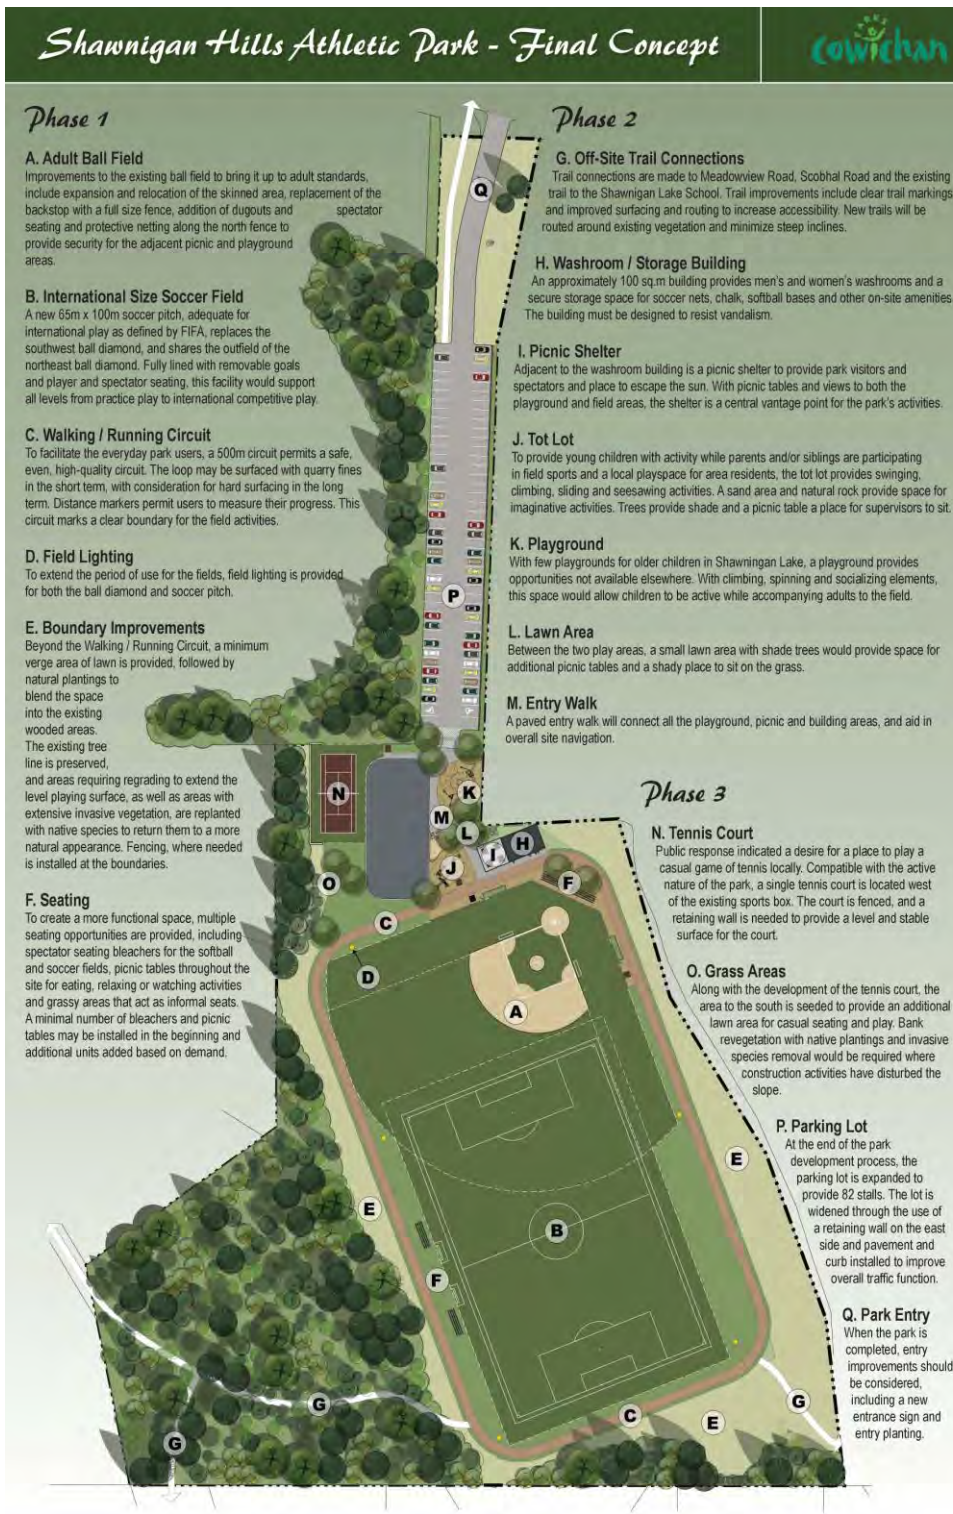 Shawnigan Hills Athletic Park - Final Concept
PARKS
Cowichan
Phase 1
A. Adult Ball Field
Improvements to the existing ball field to bring it up to adult standards,
include expansion and relocation of the skinned area, replacement of the
backstop with a full size fence, addition of dugouts and spectator
seating and protective netting along the north fence to
provide security for the adjacent picnic and playground
areas.
B. International Size Soccer Field
A new 65m x 100m soccer pitch, adequate for
international play as defined by FIFA, replaces the
southwest ball diamond, and shares the outfield of the
northeast ball diamond. Fully lined with removable goals
and player and spectator seating, this facility would support
all levels from practice play to international competitive play.
C. Walking / Running Circuit
To facilitate the everyday park users, a 500m circuit permits a safe,
even, high-quality circuit. The loop may be surfaced with quarry fines
in the short term, with consideration for hard surfacing in the long
term. Distance markers permit users to measure their progress. This
circuit marks a clear boundary for the field activities.
D. Field Lighting
To extend the period of use for the fields, field lighting is provided
for both the ball diamond and soccer pitch.
E. Boundary Improvements
Beyond the Walking / Running Circuit, a minimum
verge area of lawn is provided, followed by
natural plantings to
blend the space
into the existing
wooded areas.
The existing tree
line is preserved,
and areas requiring regrading to extend the
level playing surface, as well as areas with
extensive invasive vegetation, are replanted
with native species to return them to a more
natural appearance. Fencing, where needed
is installed at the boundaries.
F. Seating
To create a more functional space, multiple
seating opportunities are provided, including
spectator seating bleachers for the softball
and soccer fields, picnic tables throughout the
site for eating, relaxing or watching activities
and grassy areas that act as informal seats.
A minimal number of bleachers and picnic
tables may be installed in the beginning and
additional units added based on demand.
Phase 2
G. Off-Site Trail Connections
Trail connections are made to Meadowview Road, Scobhal Road and the existing
trail to the Shawnigan Lake School. Trail improvements include clear trail markings
and improved surfacing and routing to increase accessibility. New trails will be
routed around existing vegetation and minimize steep inclines.
H. Washroom / Storage Building
An approximately 100 sq.m building provides men's and women's washrooms and a
secure storage space for soccer nets, chalk, softball bases and other on-site amenities
The building must be designed to resist vandalism.
I. Picnic Shelter
Adjacent to the washroom building is a picnic shelter to provide park visitors and
spectators and place to escape the sun. With picnic tables and views to both the
playground and field areas, the shelter is a central vantage point for the park's activities.
J. Tot Lot
To provide young children with activity while parents and/or siblings are participating
in field sports and a local playspace for area residents, the tot lot provides swinging,
climbing, sliding and seesawing activities. A sand area and natural rock provide space for
imaginative activities. Trees provide shade and a picnic table a place for supervisors to sit.
K. Playground
With few playgrounds for older children in Shawningan Lake, a playground provides
opportunities not available elsewhere. With climbing, spinning and socializing elements,
this space would allow children to be active while accompanying adults to the field.
L. Lawn Area
Between the two play areas, a small lawn area with shade trees would provide space for
additional picnic tables and a shady place to sit on the grass.
M. Entry Walk
A paved entry walk will connect all the playground, picnic and building areas, and aid in
overall site navigation.
Phase 3
N. Tennis Court
Public response indicated a desire for a place to play a
casual game of tennis locally. Compatible with the active
nature of the park, a single tennis court is located west
of the existing sports box. The court is fenced, and a
retaining wall is needed to provide a level and stable
surface for the court.
O. Grass Areas
Along with the development of the tennis court, the
area to the south is seeded to provide an additional
lawn area for casual seating and play. Bank
revegetation with native plantings and invasive
species removal would be required where
construction activities have disturbed the
slope.
P. Parking Lot
At the end of the park
development process, the
parking lot is expanded to
provide 82 stalls. The lot is
widened through the use of
a retaining wall on the east
side and pavement and
curb installed to improve
overall traffic function.
Q. Park Entry
When the park is
completed, entry
improvements should
be considered,
including a new
entrance sign and
entry planting.
Q
P
N
K
M
L
H
I
J
O
F
C
D
A
E
E
B
F
G
C
E
G
G